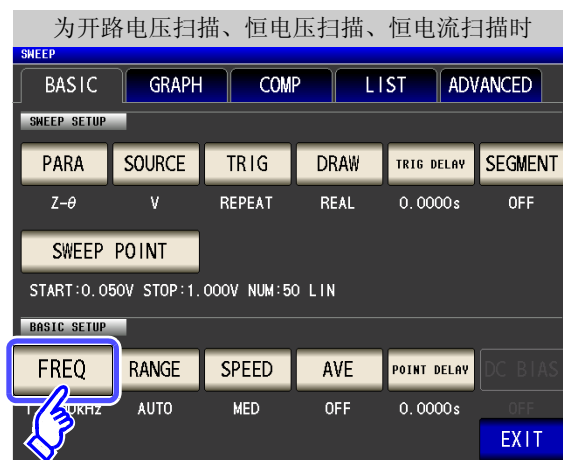 为开路电压扫描、恒电压扫描、恒电流扫描时
SWEEP
BASIC GRAPH COMP LIST ADVANCED
SWEEP SETUP
PARA SOURCE TRIG DRAW TRIG DELAY SEGMENT
Z-θ V REPEAT REAL 0.0000s OFF
SWEEP POINT
START:0.050V STOP:1.000V NUM:50 LIN
BASIC SETUP
FREQ RANGE SPEED AVE POINT DELAY DC BIAS
AUTO MED OFF 0.0000s OFF
EXIT